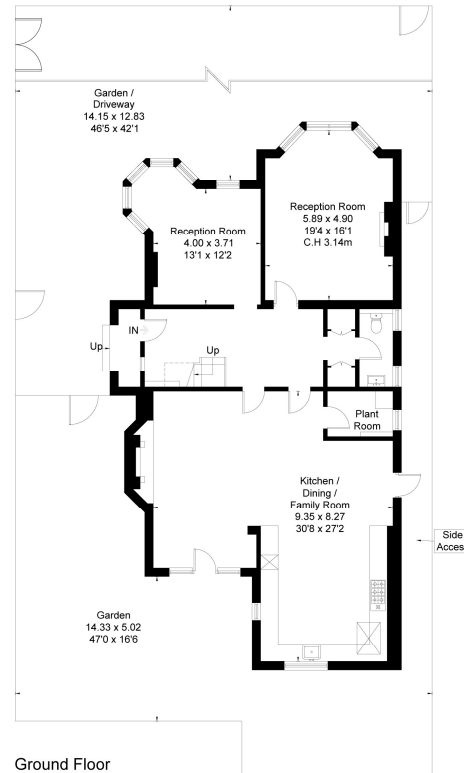 Garden /
Driveway
14.15 x 12.83
46'5 x 42'1
Reception Room
5.89 x 4.90
19'4 x 16'1
C.H 3.14m
Reception Room
4.00 x 3.71
13'1 x 12'2
IN
Up
Up
Plant
Room
Kitchen /
Dining /
Family Room
9.35 x 8.27
30'8 x 27'2
Side
Acces
Garden
14.33 x 5.02
47'0 x 16'6
Ground Floor